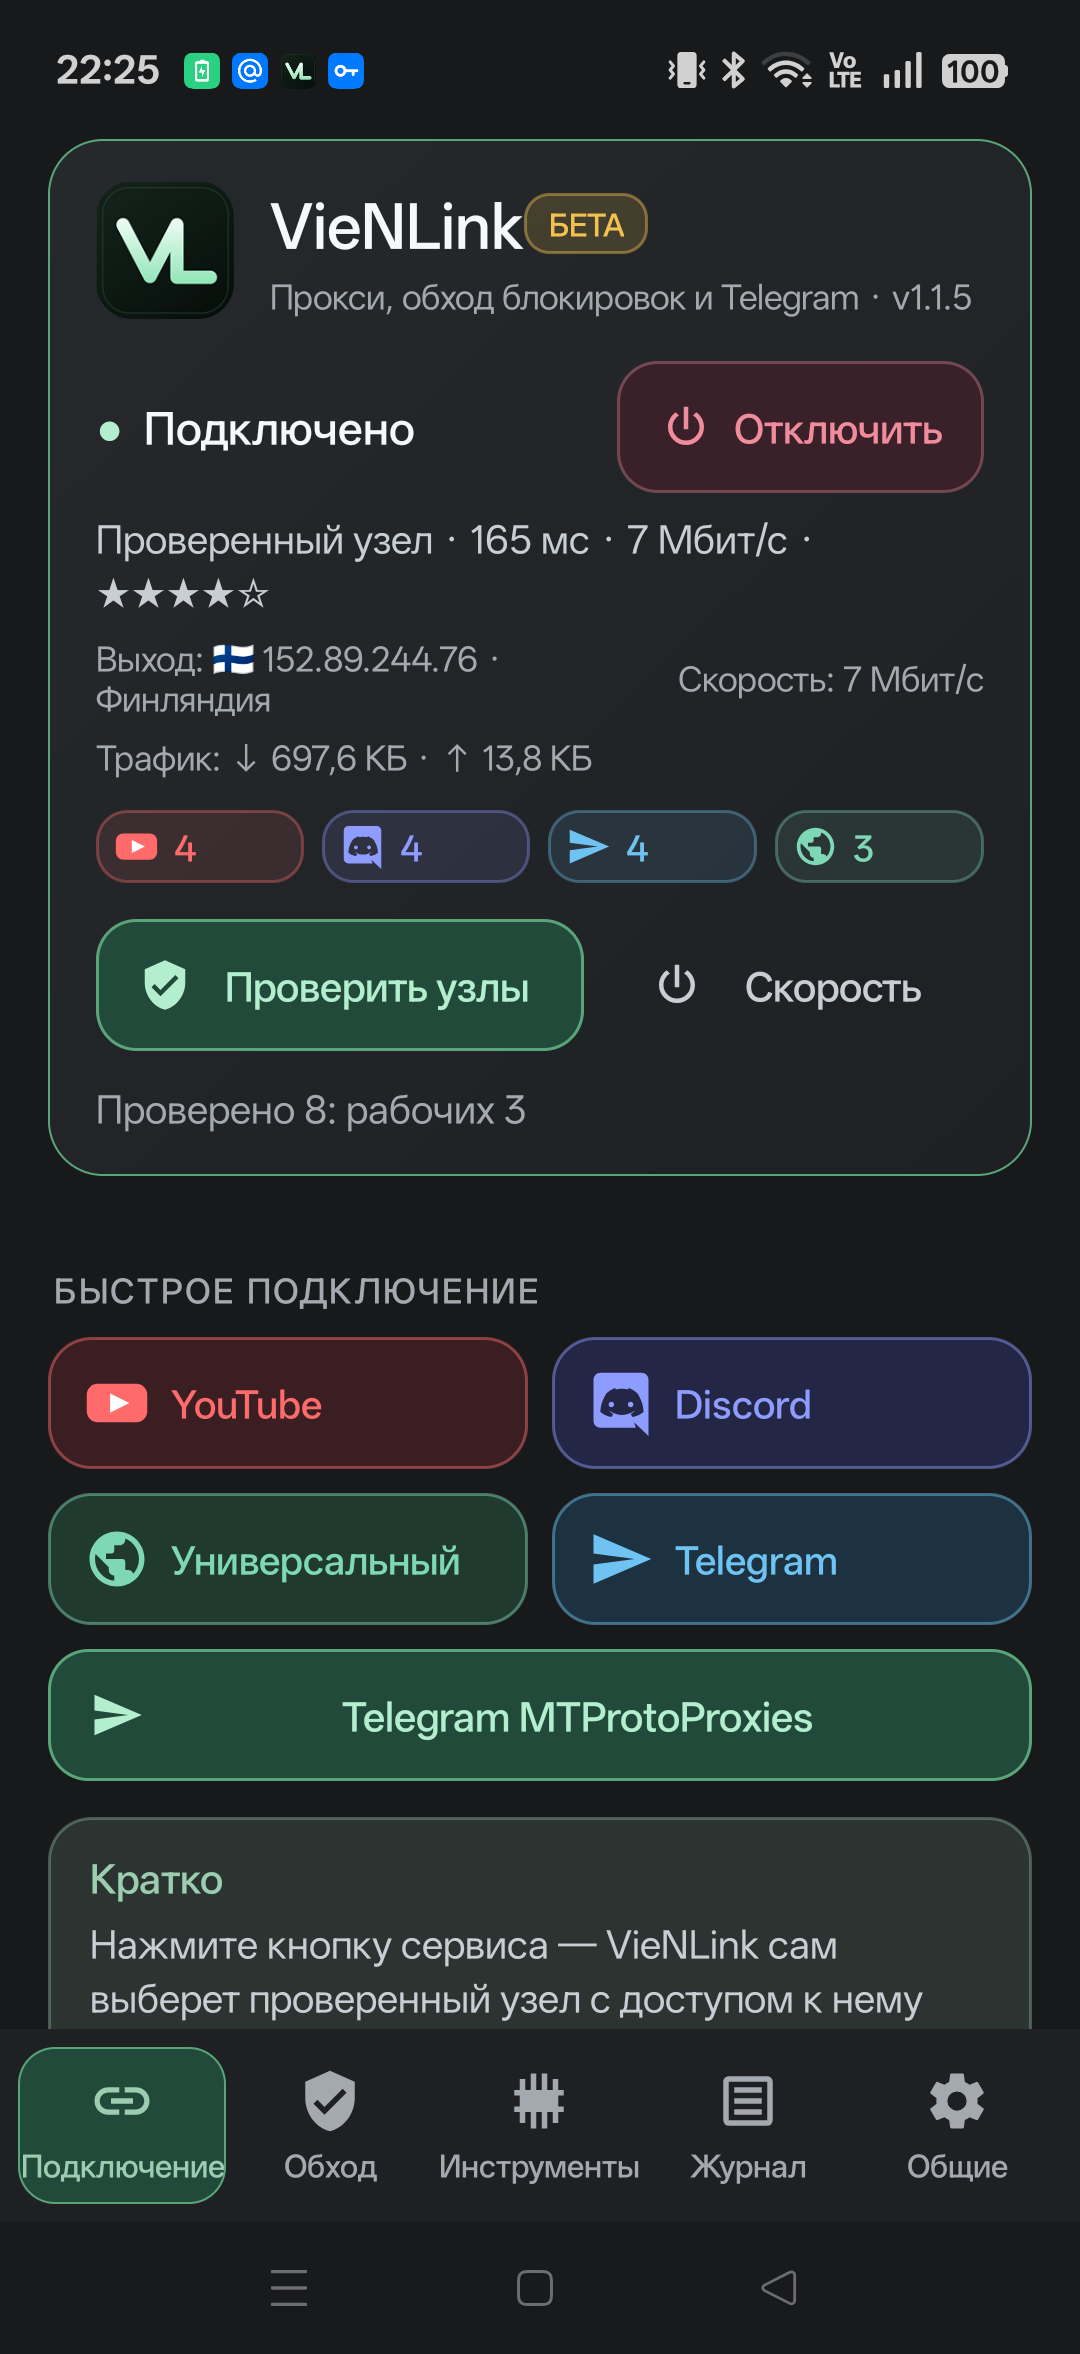 22:25
Vo LTE
100
VL
VieNLink БЕТА
Прокси, обход блокировок и Telegram · v1.1.5
Подключено
Отключить
Проверенный узел · 165 мс · 7 Мбит/с ·
★★★★☆
Выход: 🇫🇮 152.89.244.76 ·
Финляндия
Скорость: 7 Мбит/с
Трафик: ↓ 697,6 КБ · ↑ 13,8 КБ
4 4 4 3
Проверить узлы
Скорость
Проверено 8: рабочих 3
БЫСТРОЕ ПОДКЛЮЧЕНИЕ
YouTube
Discord
Универсальный
Telegram
Telegram MTProtoProxies
Кратко
Нажмите кнопку сервиса — VieNLink сам
выберет проверенный узел с доступом к нему
Подключение
Обход
Инструменты
Журнал
Общие